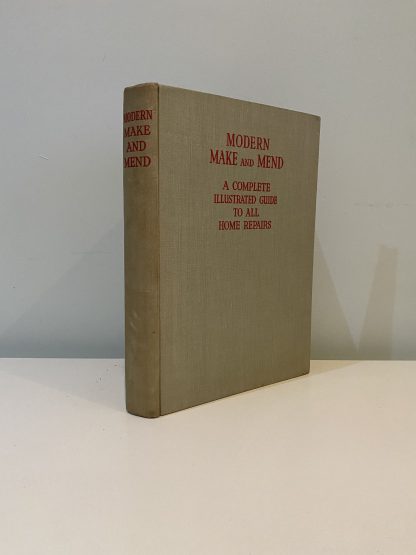 MODERN
MAKE
AND
MEND
MODERN
MAKE AND MEND
A COMPLETE
ILLUSTRATED GUIDE
TO ALL
HOME REPAIRS